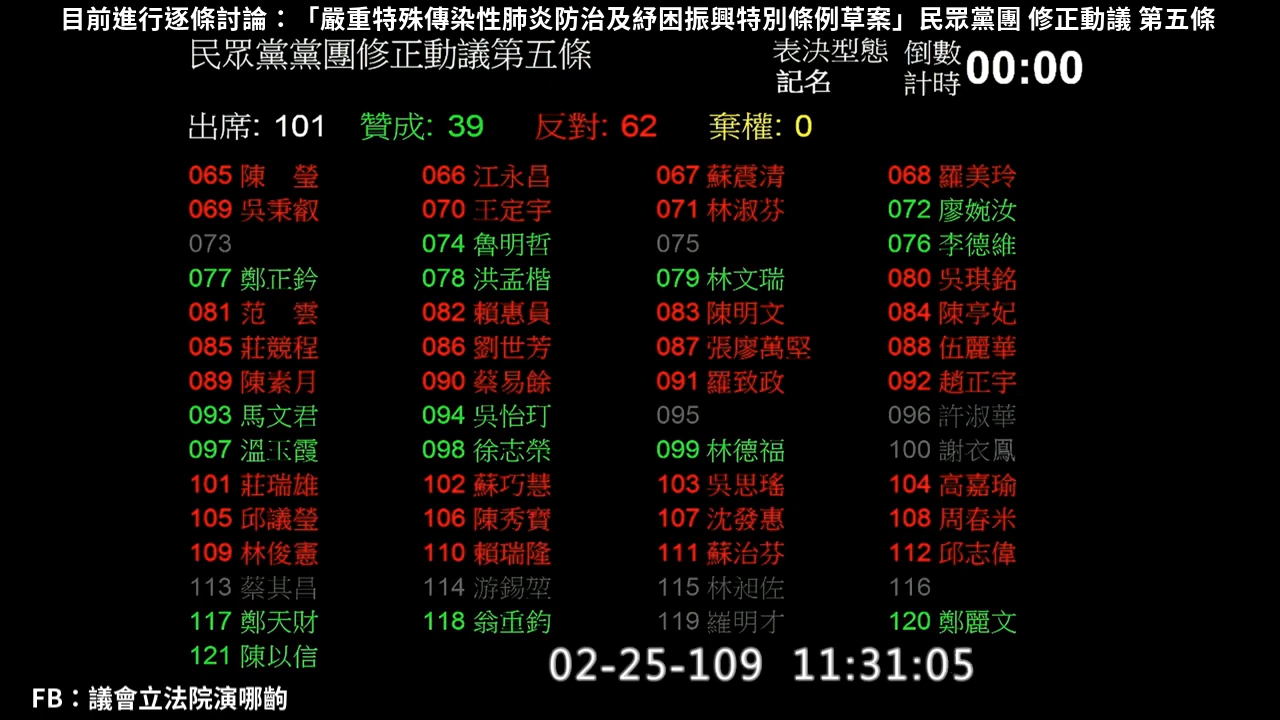 目前進行逐條討論：「嚴重特殊傳染性肺炎防治及紓困振興特別條例草案」民眾黨團 修正動議 第五條
民眾黨黨團修正動議第五條 表決型態 記名 倒數計時 00:00
出席: 101 贊成: 39 反對: 62 棄權: 0
065 陳 瑩 066 江永昌 067 蘇震清 068 羅美玲
069 吳秉叡 070 王定宇 071 林淑芬 072 廖婉汝
073 074 魯明哲 075 076 李德維
077 鄭正鈐 078 洪孟楷 079 林文瑞 080 吳琪銘
081 范 雲 082 賴惠員 083 陳明文 084 陳亭妃
085 莊競程 086 劉世芳 087 張廖萬堅 088 伍麗華
089 陳素月 090 蔡易餘 091 羅致政 092 趙正宇
093 馬文君 094 吳怡玎 095 096 許淑華
097 溫玉霞 098 徐志榮 099 林德福 100 謝衣鳳
101 莊瑞雄 102 蘇巧慧 103 吳思瑤 104 高嘉瑜
105 邱議瑩 106 陳秀寶 107 沈發惠 108 周春米
109 林俊憲 110 賴瑞隆 111 蘇治芬 112 邱志偉
113 蔡其昌 114 游錫堃 115 林昶佐 116
117 鄭天財 118 翁重鈞 119 羅明才 120 鄭麗文
121 陳以信
02-25-109 11:31:05
FB：議會立法院演哪齣